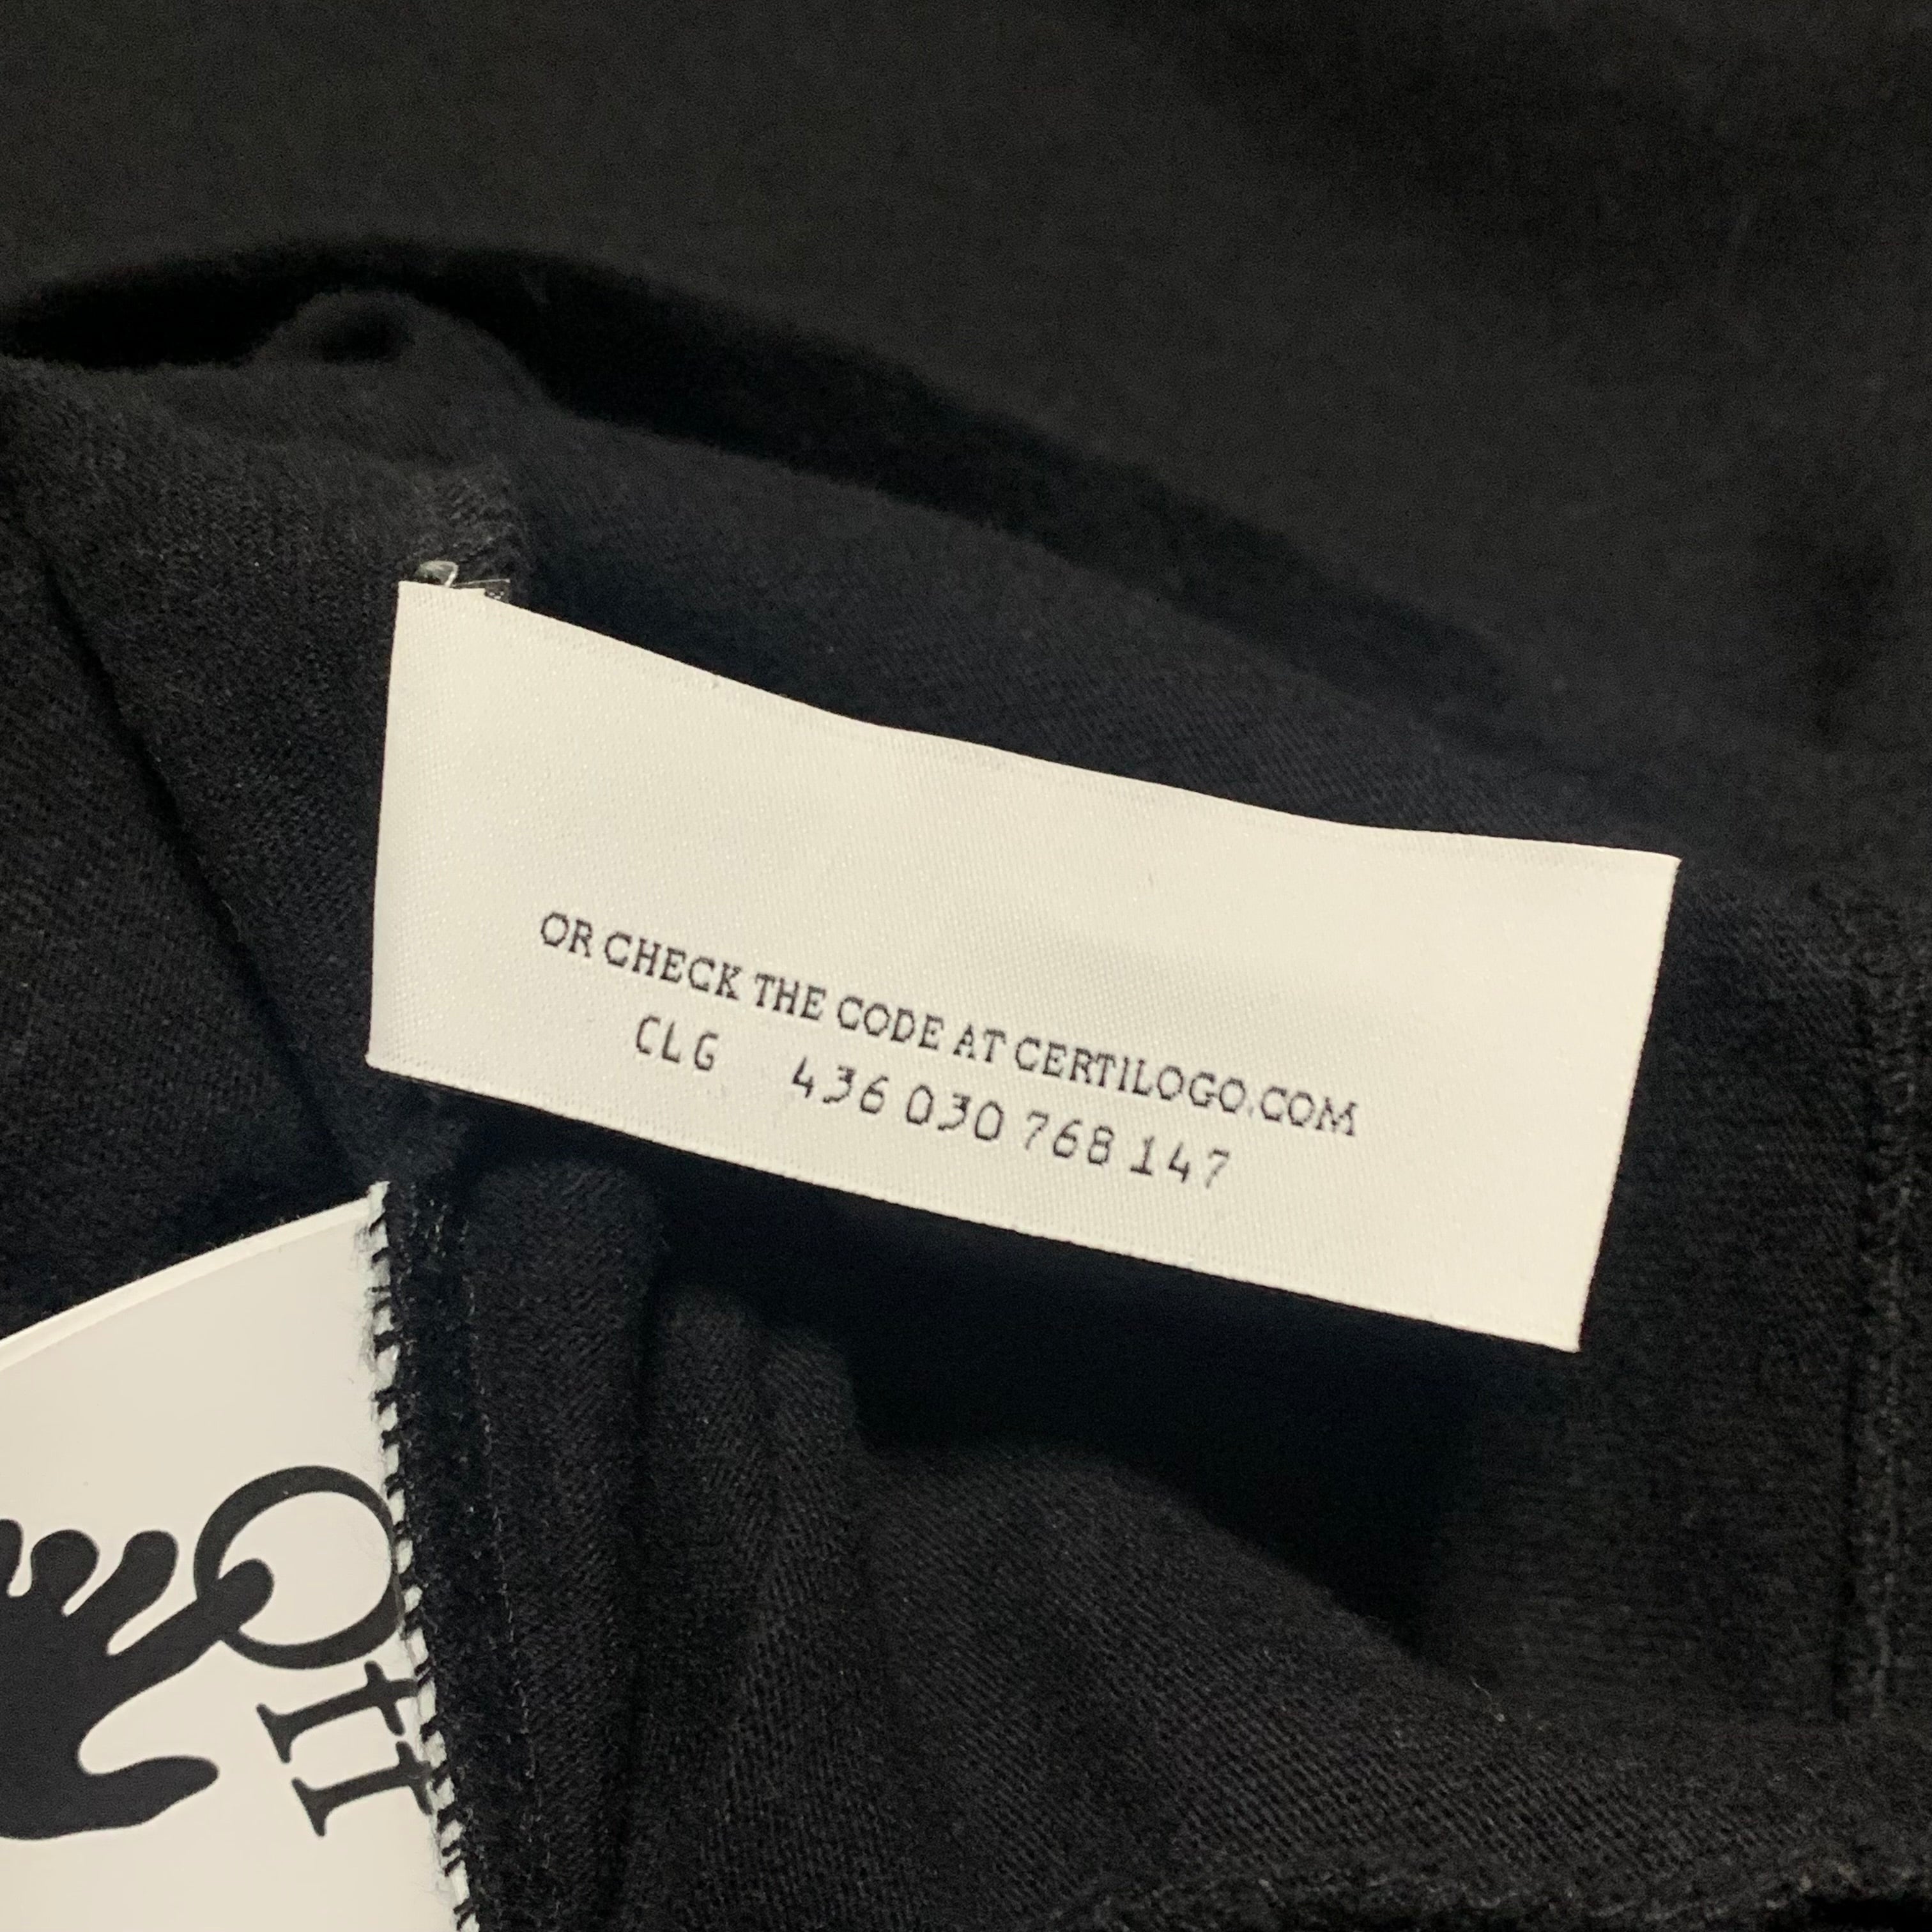 OR CHECK THE CODE AT CERTILOGO.COM
CLG 436 030 768 147
Off